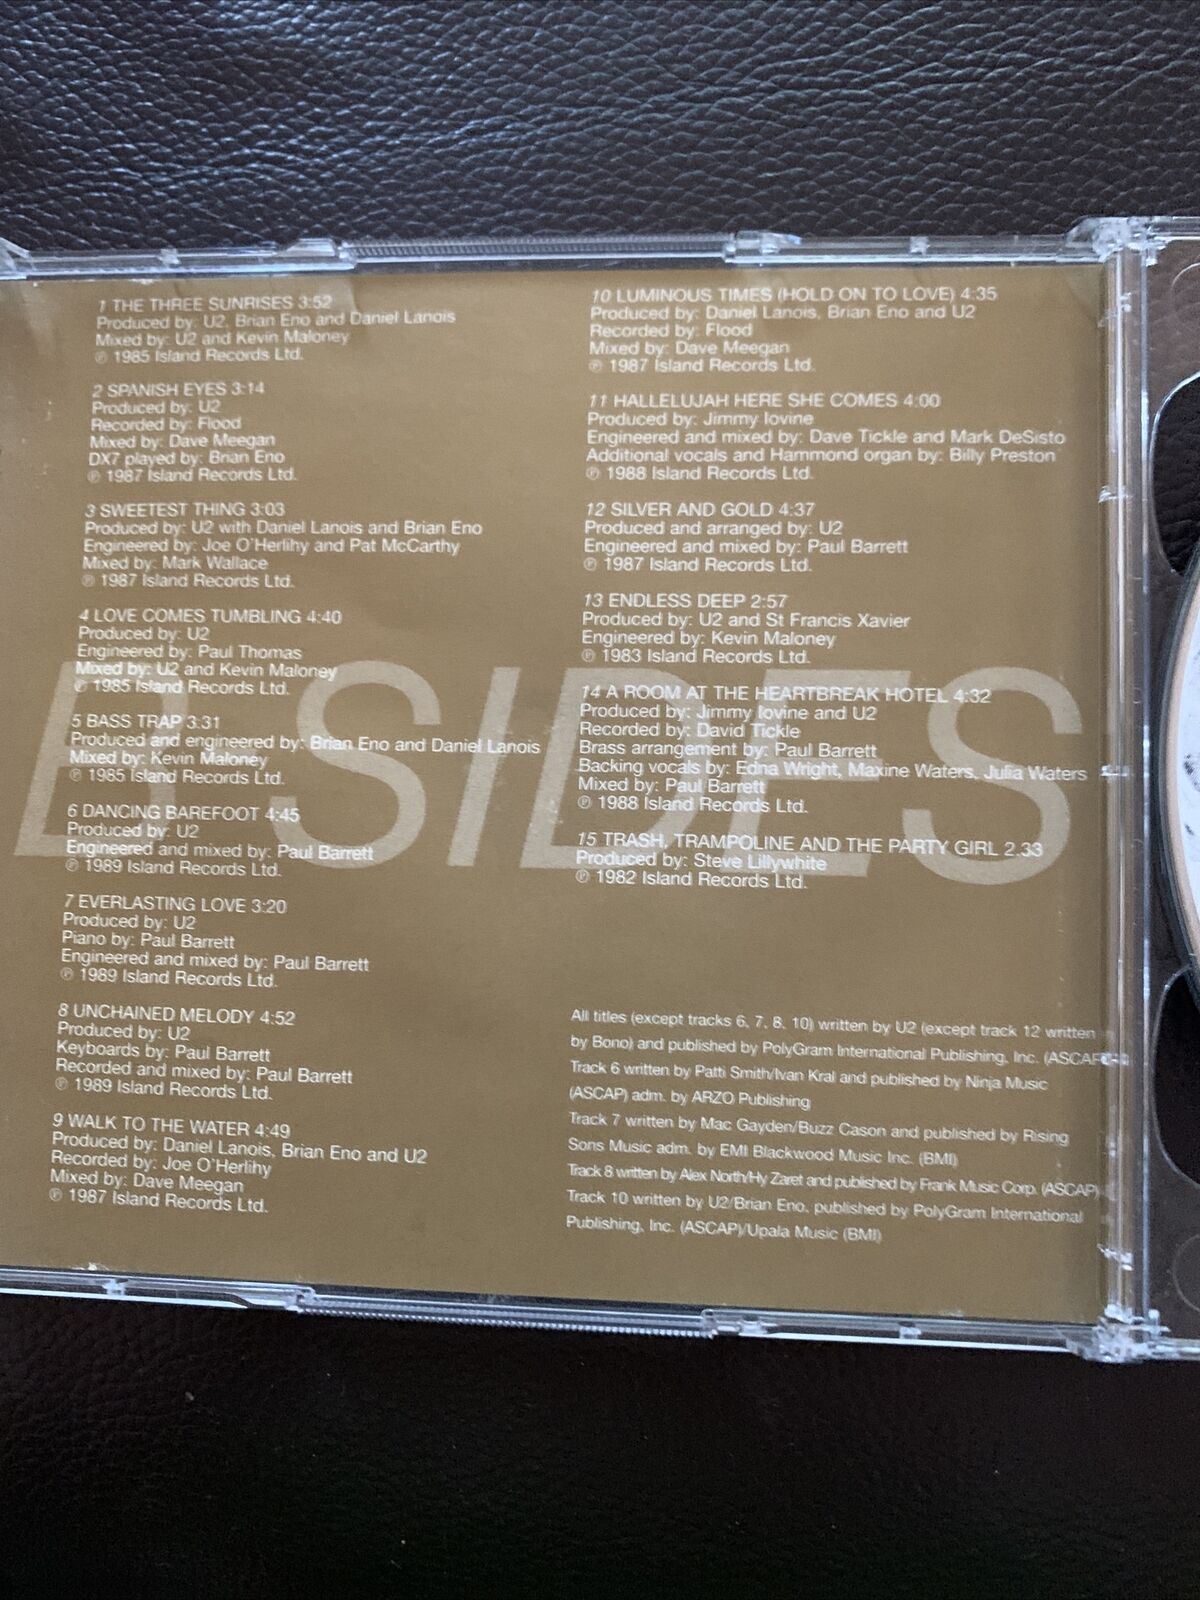 1 THE THREE SUNRISES 3:52
Produced by: U2, Brian Eno and Daniel Lanois
Mixed by: U2 and Kevin Maloney
℗ 1985 Island Records Ltd.
2 SPANISH EYES 3:14
Produced by: U2
Recorded by: Flood
Mixed by: Dave Meegan
DX7 played by: Brian Eno
℗ 1987 Island Records Ltd.
3 SWEETEST THING 3:03
Produced by: U2 with Daniel Lanois and Brian Eno
Engineered by: Joe O'Herlihy and Pat McCarthy
Mixed by: Mark Wallace
℗ 1987 Island Records Ltd.
4 LOVE COMES TUMBLING 4:40
Produced by: U2
Engineered by: Paul Thomas
Mixed by: U2 and Kevin Maloney
℗ 1985 Island Records Ltd.
5 BASS TRAP 3:31
Produced and engineered by: Brian Eno and Daniel Lanois
Mixed by: Kevin Maloney
℗ 1985 Island Records Ltd.
6 DANCING BAREFOOT 4:45
Produced by: U2
Engineered and mixed by: Paul Barrett
℗ 1989 Island Records Ltd.
7 EVERLASTING LOVE 3:20
Produced by: U2
Piano by: Paul Barrett
Engineered and mixed by: Paul Barrett
℗ 1989 Island Records Ltd.
8 UNCHAINED MELODY 4:52
Produced by: U2
Keyboards by: Paul Barrett
Recorded and mixed by: Paul Barrett
℗ 1989 Island Records Ltd.
9 WALK TO THE WATER 4:49
Produced by: Daniel Lanois, Brian Eno and U2
Recorded by: Joe O'Herlihy
Mixed by: Dave Meegan
℗ 1987 Island Records Ltd.
10 LUMINOUS TIMES (HOLD ON TO LOVE) 4:35
Produced by: Daniel Lanois, Brian Eno and U2
Recorded by: Flood
Mixed by: Dave Meegan
℗ 1987 Island Records Ltd.
11 HALLELUJAH HERE SHE COMES 4:00
Produced by: Jimmy Iovine
Engineered and mixed by: Dave Tickle and Mark DeSisto
Additional vocals and Hammond organ by: Billy Preston
℗ 1988 Island Records Ltd.
12 SILVER AND GOLD 4:37
Produced and arranged by: U2
Engineered and mixed by: Paul Barrett
℗ 1987 Island Records Ltd.
13 ENDLESS DEEP 2:57
Produced by: U2 and St Francis Xavier
Engineered by: Kevin Maloney
℗ 1983 Island Records Ltd.
14 A ROOM AT THE HEARTBREAK HOTEL 4:32
Produced by: Jimmy Iovine and U2
Recorded by: David Tickle
Brass arrangement by: Paul Barrett
Backing vocals by: Edna Wright, Maxine Waters, Julia Waters
Mixed by: Paul Barrett
℗ 1988 Island Records Ltd.
15 TRASH, TRAMPOLINE AND THE PARTY GIRL 2.33
Produced by: Steve Lillywhite
℗ 1982 Island Records Ltd.
All titles (except tracks 6, 7, 8, 10) written by U2 (except track 12 written
by Bono) and published by PolyGram International Publishing, Inc. (ASCAP)
Track 6 written by Patti Smith/Ivan Kral and published by Ninja Music
(ASCAP) adm. by ARZO Publishing
Track 7 written by Mac Gayden/Buzz Cason and published by Rising
Sons Music adm. by EMI Blackwood Music Inc. (BMI)
Track 8 written by Alex North/Hy Zaret and published by Frank Music Corp. (ASCAP)
Track 10 written by U2/Brian Eno, published by PolyGram International
Publishing, Inc. (ASCAP)/Upala Music (BMI)
B SIDES